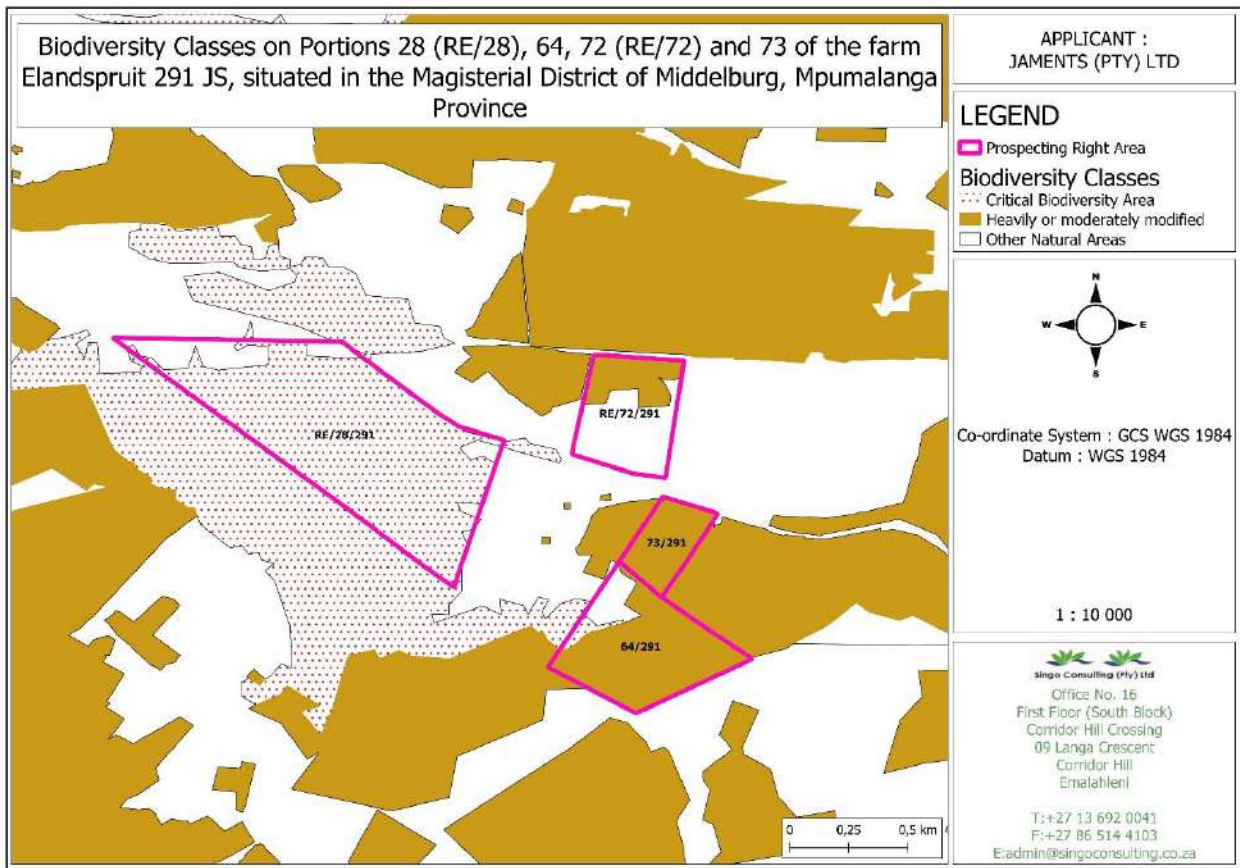 Biodiversity Classes on Portions 28 (RE/28), 64, 72 (RE/72) and 73 of the farm
Elandspruit 291 JS, situated in the Magisterial District of Middelburg, Mpumalanga
Province
RE/28/291
RE/72/291
73/291
64/291
0 0,25 0,5 km
APPLICANT :
JAMENTS (PTY) LTD
LEGEND
Prospecting Right Area
Biodiversity Classes
Critical Biodiversity Area
Heavily or moderately modified
Other Natural Areas
N
W E
S
Co-ordinate System : GCS WGS 1984
Datum : WGS 1984
1 : 10 000
Singo Consulting (Pty) Ltd
Office No. 16
First Floor (South Block)
Corridor Hill Crossing
09 Langa Crescent
Corridor Hill
Emalahleni
T:+27 13 692 0041
F:+27 86 514 4103
E:admin@singoconsulting.co.za